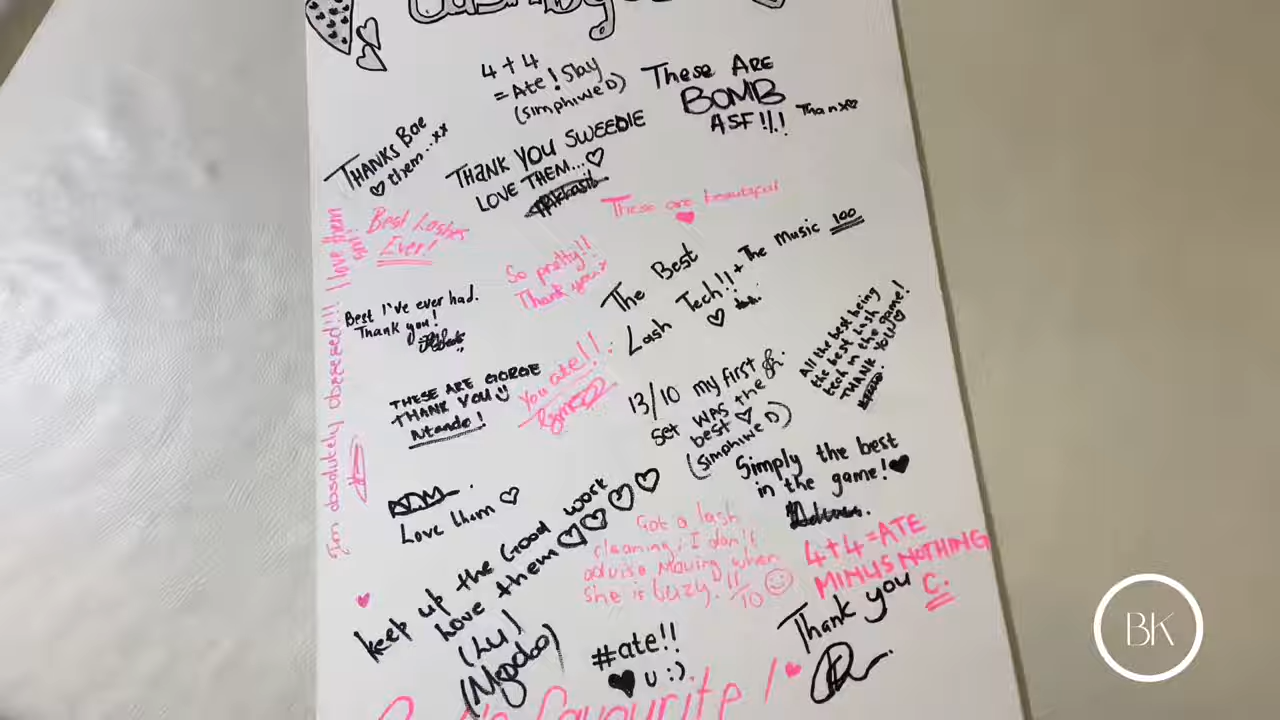 4 + 4
= Ate! Slay
(Simphiwe D)
These Are
BOMB
ASF!!!
Thanx
THANKS Bae
them...xx
THANK YOU SWEEDIE
LOVE THEM...
These are beautiful
Best Lashes
Ever!
I'm absolutely obsessed!!! I love them
So pretty!!
Thank you x
The Best
Lash Tech!! + The music 100
Best I've ever had.
Thank you!
All the best being
the best lash
tech in the game!
THANK YOU
THESE ARE GORGE
THANK YOU
Ntando!
You ate!!
13/10 my first
set WAS the
best
(Simphiwe D)
Simply the best
in the game!
Love them
keep up the Good work
Love them
(LU)
Got a lash
cleaning, I don't
advise moving when
she is busy. 11/10
4+4=ATE
MINUS NOTHING
C.
Thank you
#ate!!
U :)
favourite!
BK